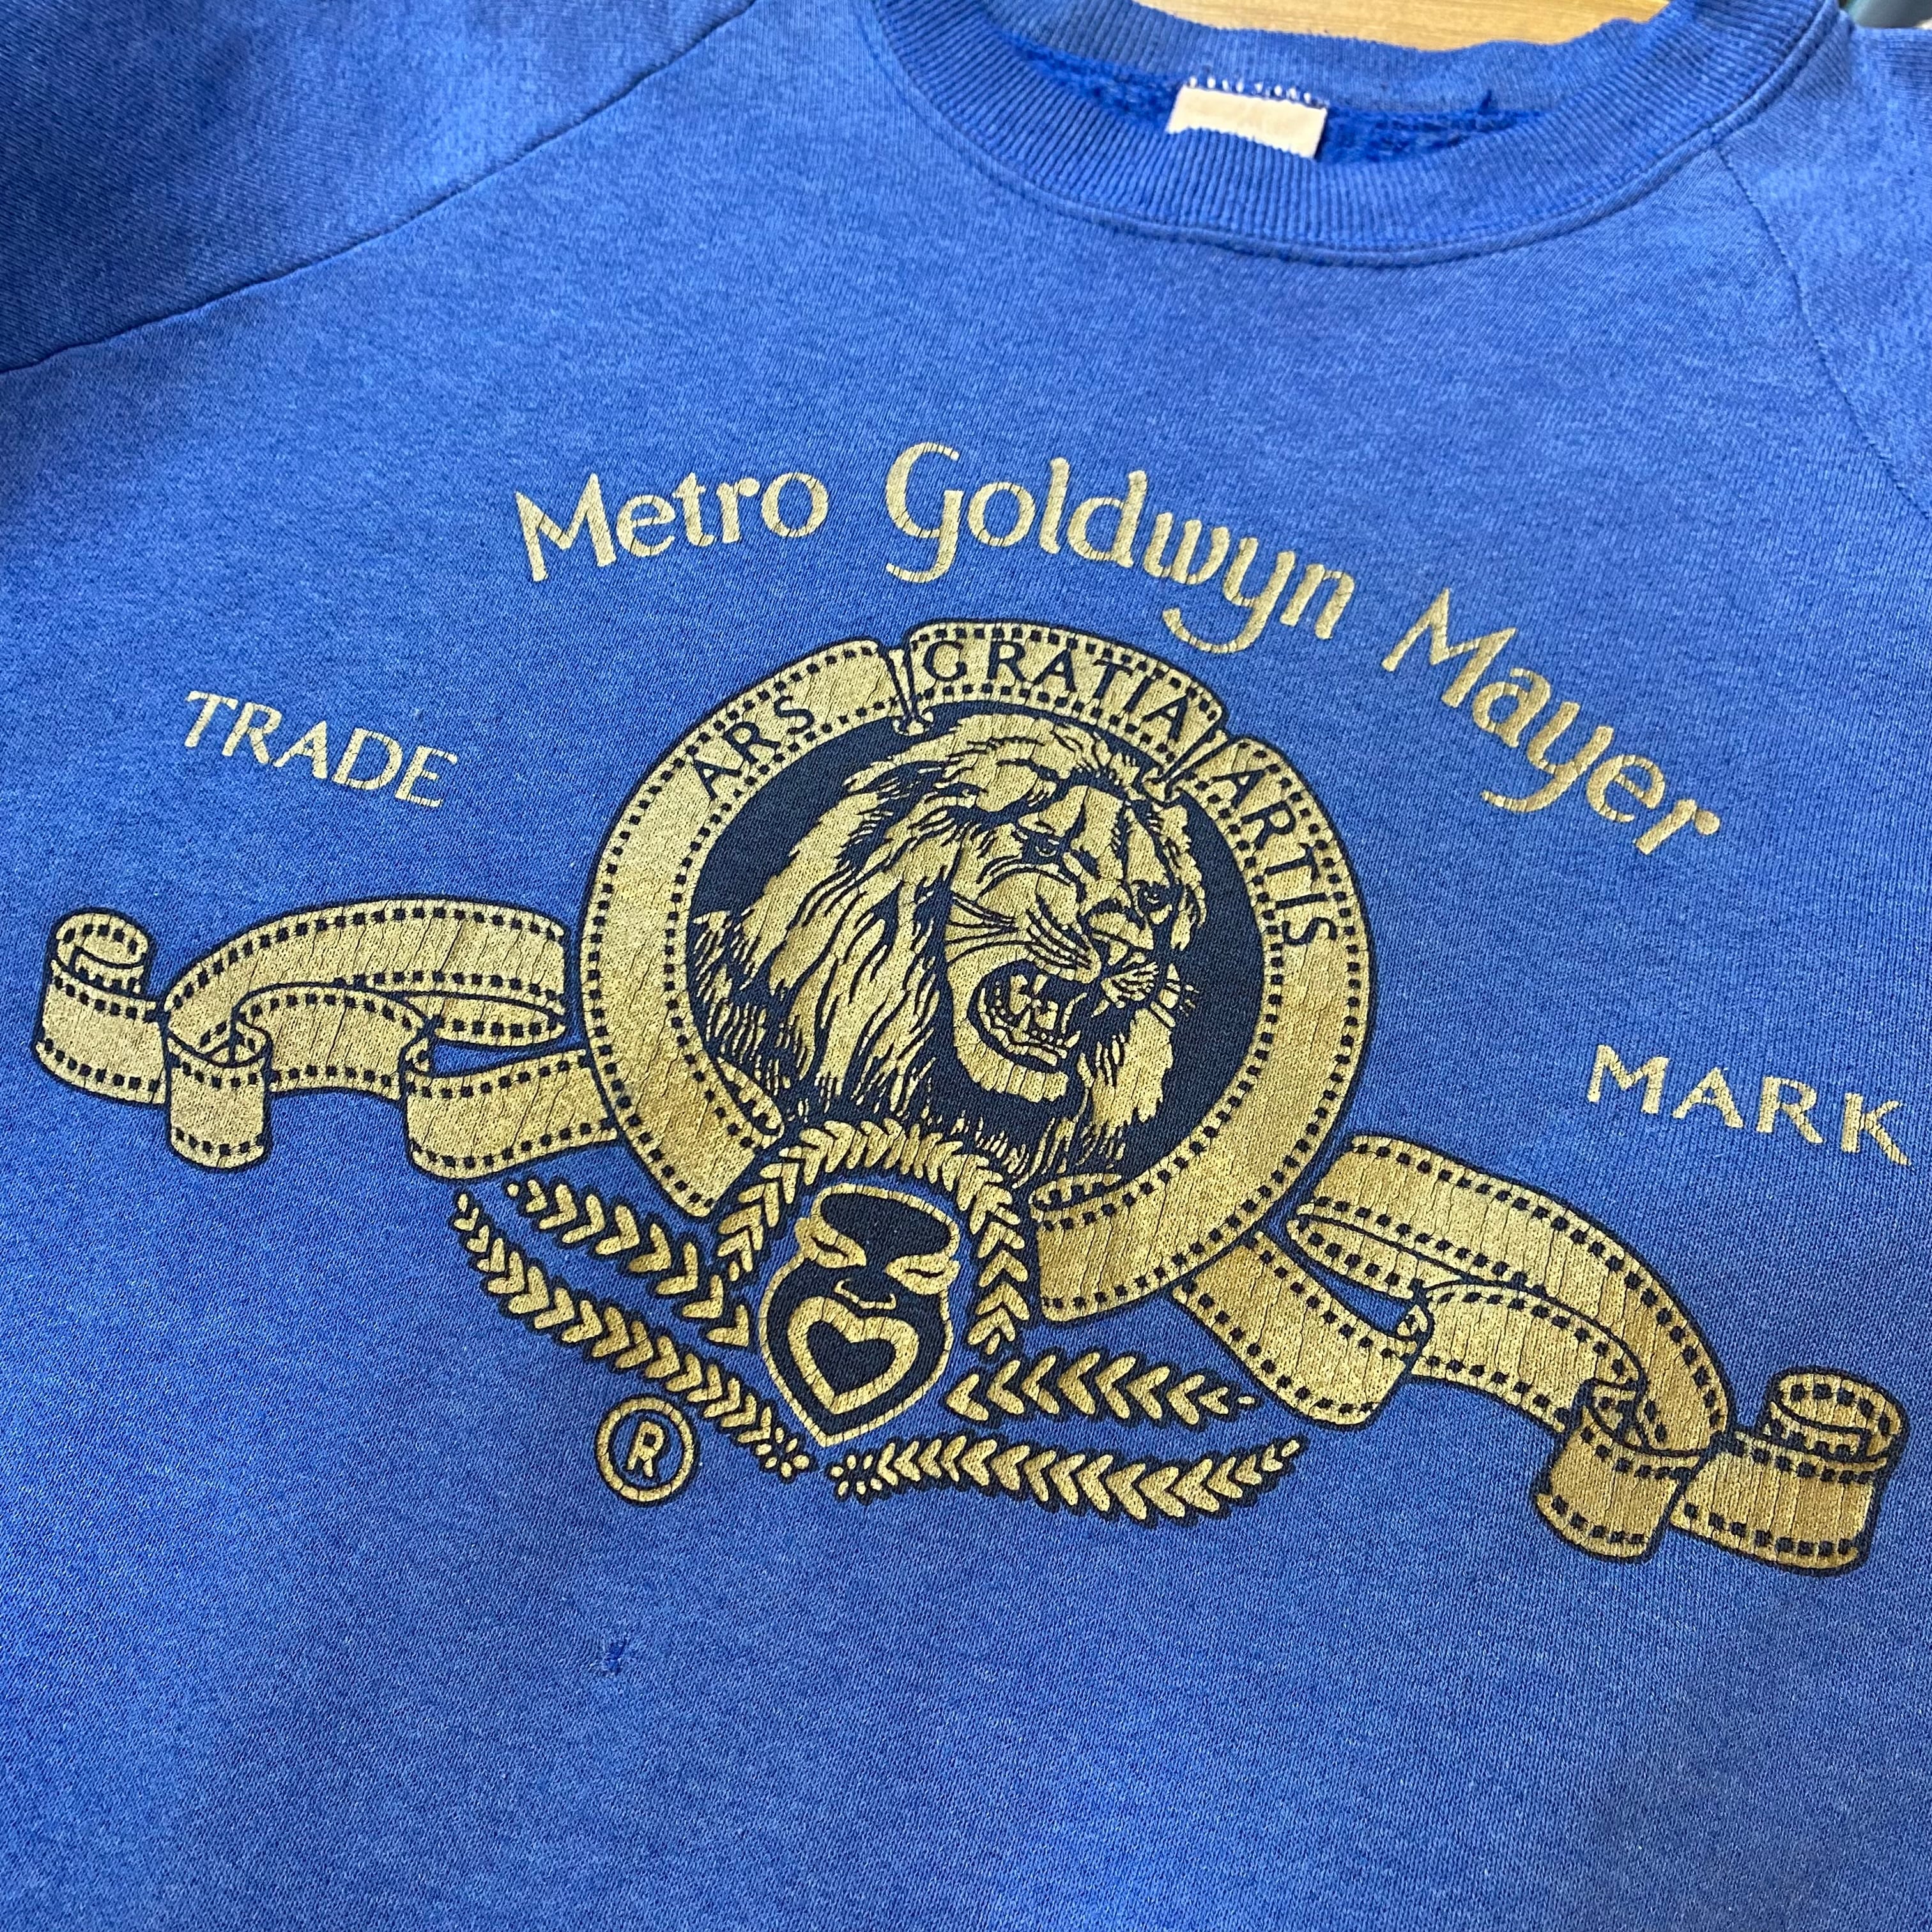 Metro Goldwyn Mayer
ARS GRATIA ARTIS
TRADE MARK
®